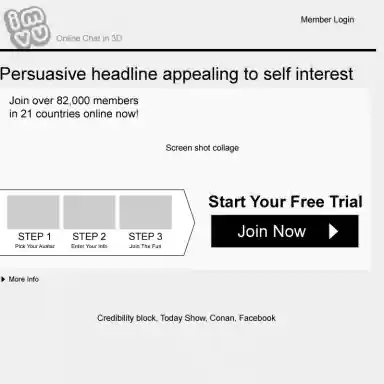 imvu
Member Login
Online Chat in 3D
Persuasive headline appealing to self interest
Join over 82,000 members
in 21 countries online now!
Screen shot collage
Start Your Free Trial
Join Now
STEP 1
STEP 2
STEP 3
Pick Your Avatar
Enter Your Info
Join The Fun
More info
Credibility block, Today Show, Conan, Facebook